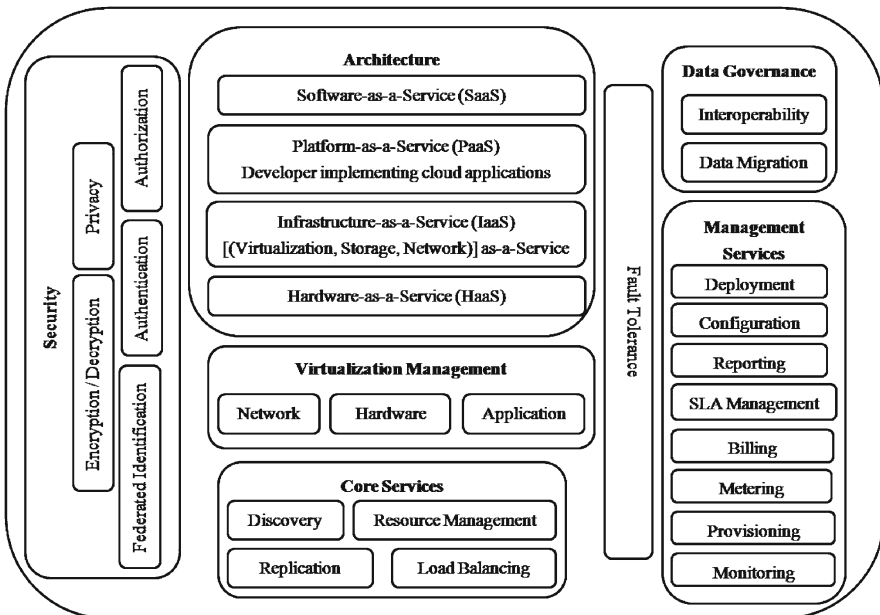 Security
Privacy
Encryption / Decryption
Authorization
Authentication
Federated Identification
Architecture
Software-as-a-Service (SaaS)
Platform-as-a-Service (PaaS)
Developer implementing cloud applications
Infrastructure-as-a-Service (IaaS)
[(Virtualization, Storage, Network)] as-a-Service
Hardware-as-a-Service (HaaS)
Virtualization Management
Network
Hardware
Application
Core Services
Discovery
Resource Management
Replication
Load Balancing
Fault Tolerance
Data Governance
Interoperability
Data Migration
Management
Services
Deployment
Configuration
Reporting
SLA Management
Billing
Metering
Provisioning
Monitoring